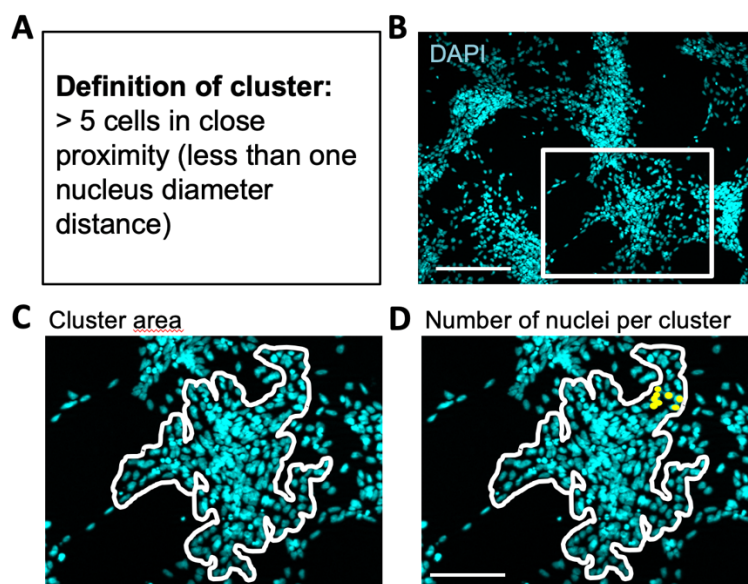 A
Definition of cluster:
> 5 cells in close
proximity (less than one
nucleus diameter
distance)
B
DAPI
C Cluster area
D Number of nuclei per cluster